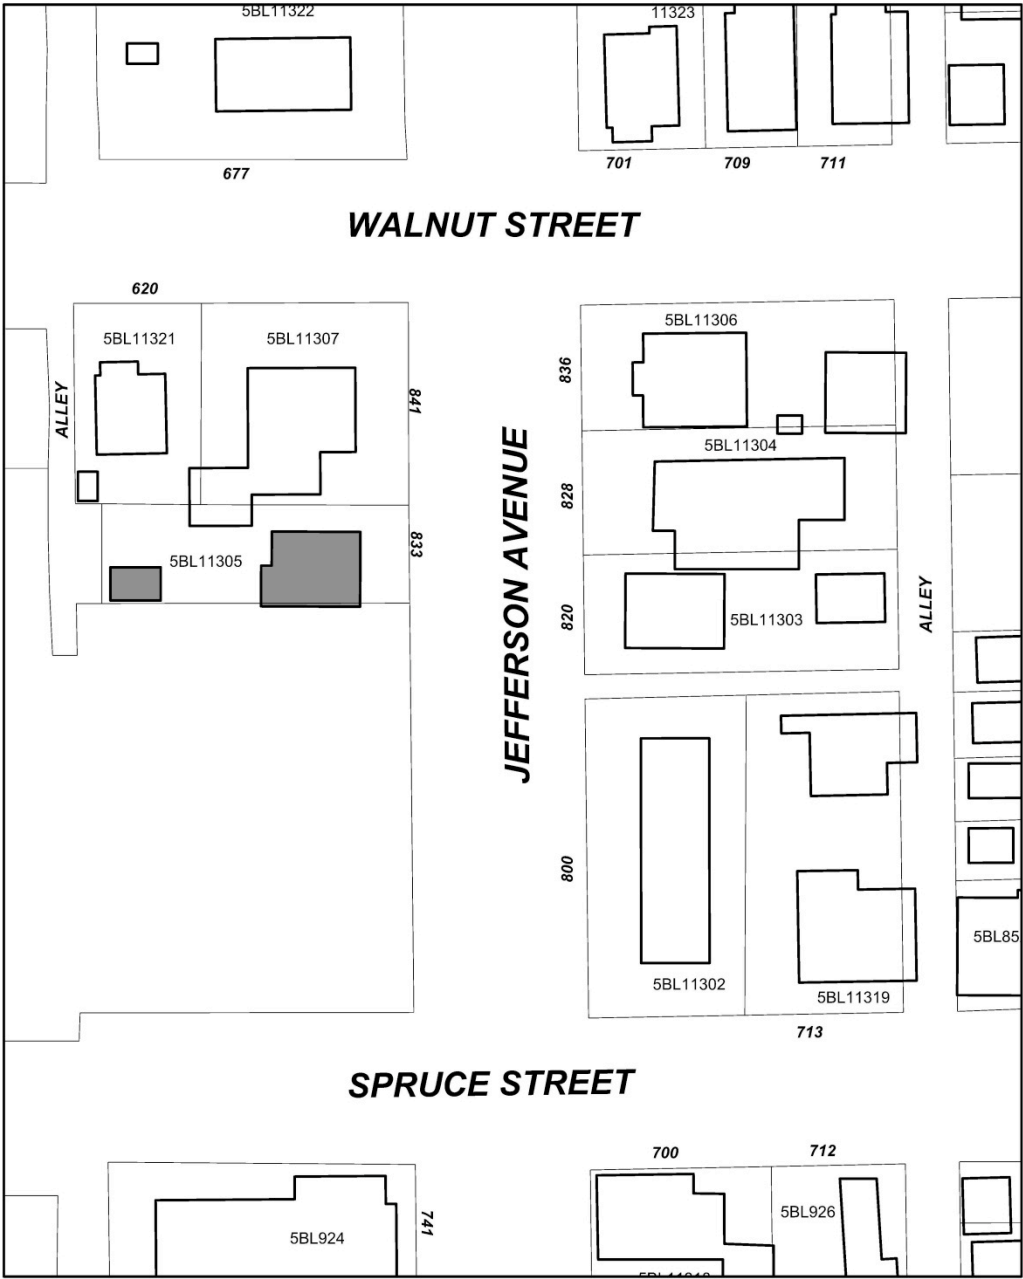 5BL11322
11323
677
701
709
711
WALNUT STREET
620
5BL11321
5BL11307
841
ALLEY
5BL11305
833
JEFFERSON AVENUE
5BL11306
836
5BL11304
828
5BL11303
820
ALLEY
800
5BL11302
5BL11319
713
5BL85
SPRUCE STREET
741
5BL924
700
712
5BL926